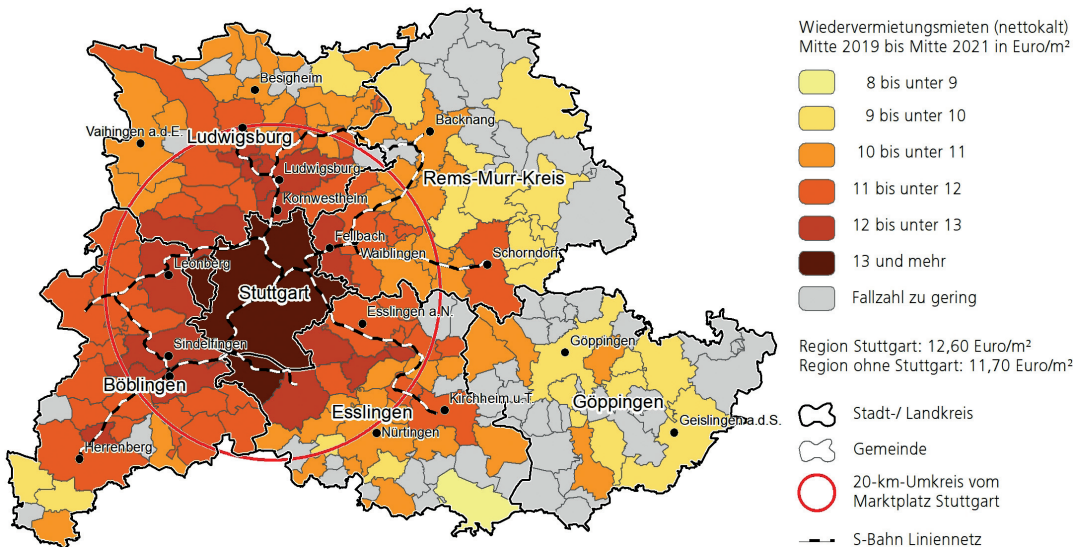 Besigheim
Vaihingen a.d.E.
Ludwigsburg
Backnang
Ludwigsburg
Rems-Murr-Kreis
Kornwestheim
Fellbach
Waiblingen
Schorndorf
Leonberg
Stuttgart
Esslingen a.N.
Sindelfingen
Göppingen
Böblingen
Esslingen
Kirchheim u.T.
Göppingen
Nürtingen
Geislingen a.d.S.
Herrenberg
Wiedervermietungsmieten (nettokalt)
Mitte 2019 bis Mitte 2021 in Euro/m²
8 bis unter 9
9 bis unter 10
10 bis unter 11
11 bis unter 12
12 bis unter 13
13 und mehr
Fallzahl zu gering
Region Stuttgart: 12,60 Euro/m²
Region ohne Stuttgart: 11,70 Euro/m²
Stadt-/ Landkreis
Gemeinde
20-km-Umkreis vom
Marktplatz Stuttgart
S-Bahn Liniennetz